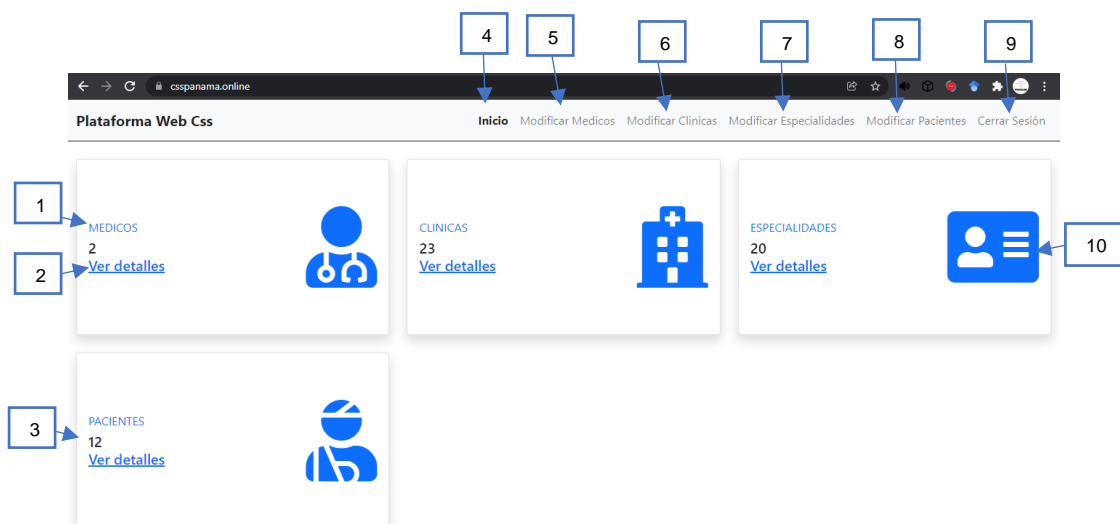 4 5 6 7 8 9
csspanama.online
Plataforma Web Css Inicio Modificar Medicos Modificar Clinicas Modificar Especialidades Modificar Pacientes Cerrar Sesión
1
MEDICOS
2
Ver detalles
2
CLINICAS
23
Ver detalles
ESPECIALIDADES
20
Ver detalles
10
3
PACIENTES
12
Ver detalles